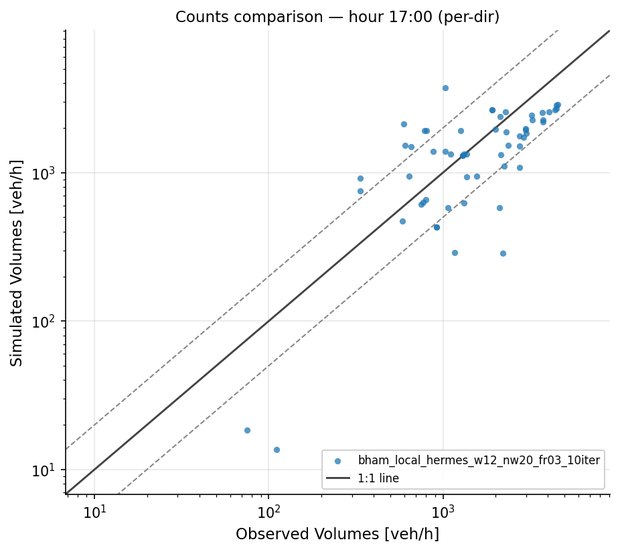 Counts comparison — hour 17:00 (per-dir)
Simulated Volumes [veh/h]
10³
10²
10¹
bham_local_hermes_w12_nw20_fr03_10iter
1:1 line
10¹ 10² 10³
Observed Volumes [veh/h]